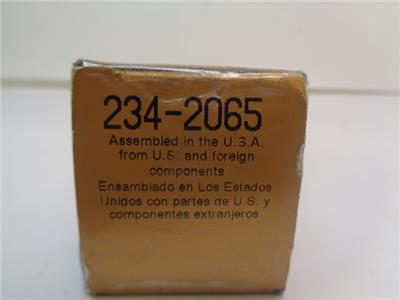 234-2065
Assembled in the U.S.A.
from U.S. and foreign
components
Ensamblado en Los Estados
Unidos con partes de U.S. y
componentes extranjeros